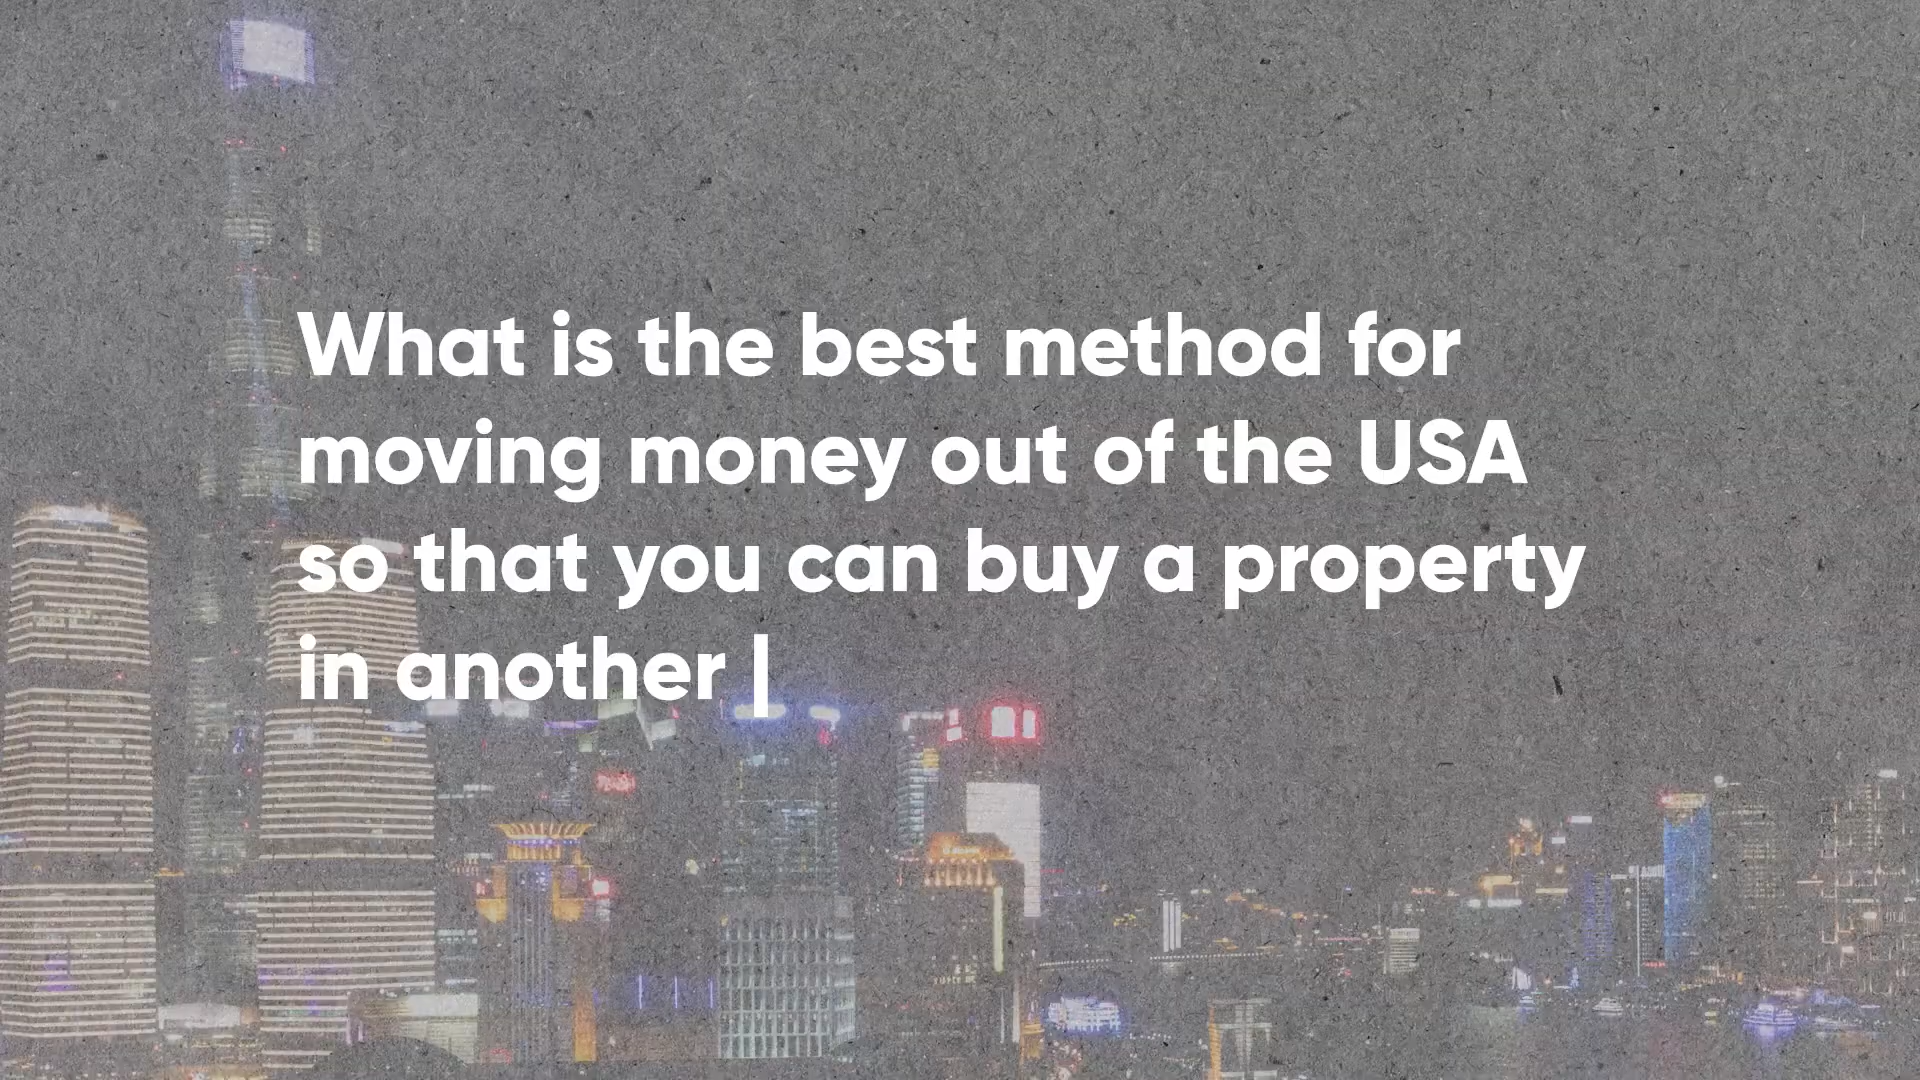 What is the best method for
moving money out of the USA
so that you can buy a property
in another